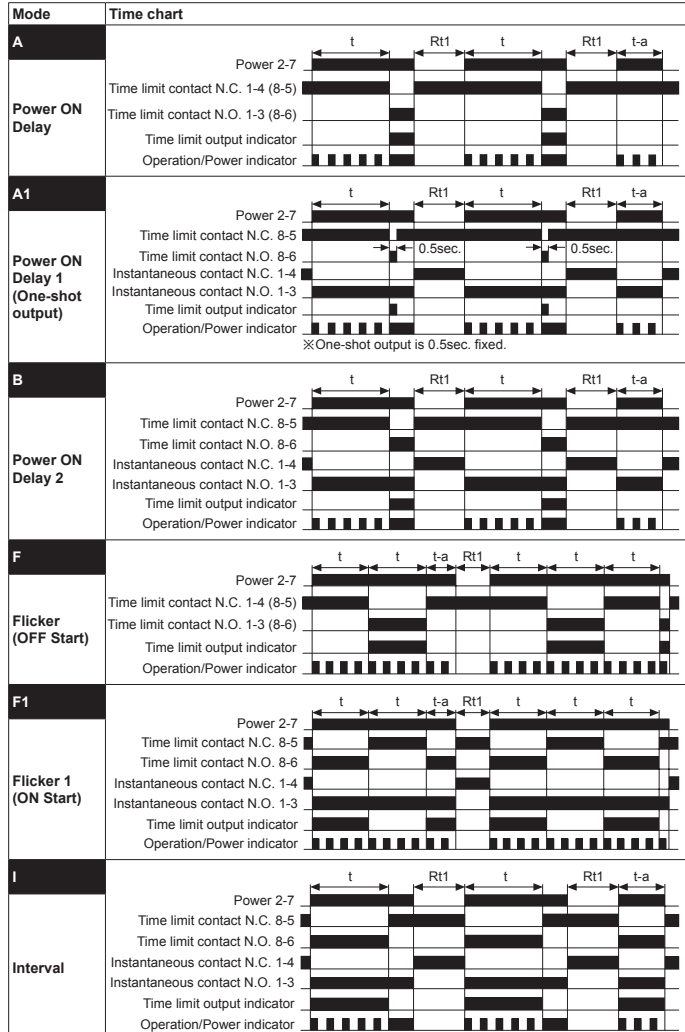 Mode Time chart
A
t Rt1 t Rt1 t-a
Power 2-7
Time limit contact N.C. 1-4 (8-5)
Power ON
Delay
Time limit contact N.O. 1-3 (8-6)
Time limit output indicator
Operation/Power indicator
A1
t Rt1 t Rt1 t-a
Power 2-7
Time limit contact N.C. 8-5
Power ON
Delay 1
(One-shot
output)
Time limit contact N.O. 8-6 0.5sec. 0.5sec.
Instantaneous contact N.C. 1-4
Instantaneous contact N.O. 1-3
Time limit output indicator
Operation/Power indicator
※One-shot output is 0.5sec. fixed.
B
t Rt1 t Rt1 t-a
Power 2-7
Time limit contact N.C. 8-5
Time limit contact N.O. 8-6
Power ON
Delay 2
Instantaneous contact N.C. 1-4
Instantaneous contact N.O. 1-3
Time limit output indicator
Operation/Power indicator
F
t t t-a Rt1 t t t
Power 2-7
Time limit contact N.C. 1-4 (8-5)
Flicker
(OFF Start)
Time limit contact N.O. 1-3 (8-6)
Time limit output indicator
Operation/Power indicator
F1
t t t-a Rt1 t t t
Power 2-7
Time limit contact N.C. 8-5
Time limit contact N.O. 8-6
Flicker 1
(ON Start)
Instantaneous contact N.C. 1-4
Instantaneous contact N.O. 1-3
Time limit output indicator
Operation/Power indicator
I
t Rt1 t Rt1 t-a
Power 2-7
Time limit contact N.C. 8-5
Time limit contact N.O. 8-6
Interval
Instantaneous contact N.C. 1-4
Instantaneous contact N.O. 1-3
Time limit output indicator
Operation/Power indicator